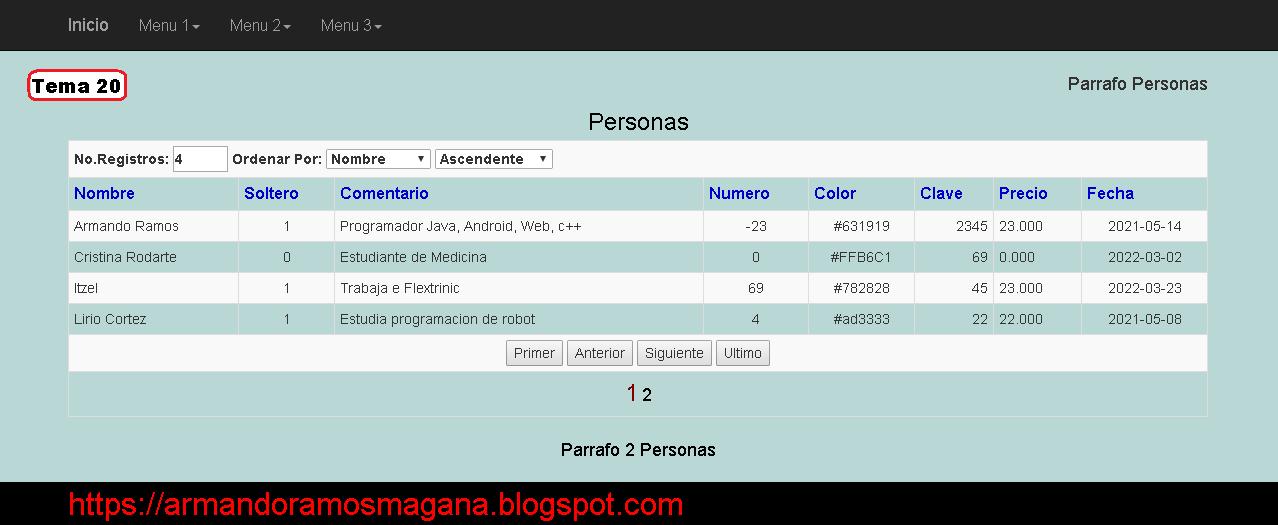 Inicio Menu 1 Menu 2 Menu 3
Tema 20
Parrafo Personas
Personas
No.Registros: 4 Ordenar Por: Nombre Ascendente
Nombre Soltero Comentario Numero Color Clave Precio Fecha
Armando Ramos 1 Programador Java, Android, Web, c++ -23 #631919 2345 23.000 2021-05-14
Cristina Rodarte 0 Estudiante de Medicina 0 #FFB6C1 69 0.000 2022-03-02
Itzel 1 Trabaja e Flextrinic 69 #782828 45 23.000 2022-03-23
Lirio Cortez 1 Estudia programacion de robot 4 #ad3333 22 22.000 2021-05-08
Primer Anterior Siguiente Ultimo
1 2
Parrafo 2 Personas
https://armandoramosmagana.blogspot.com